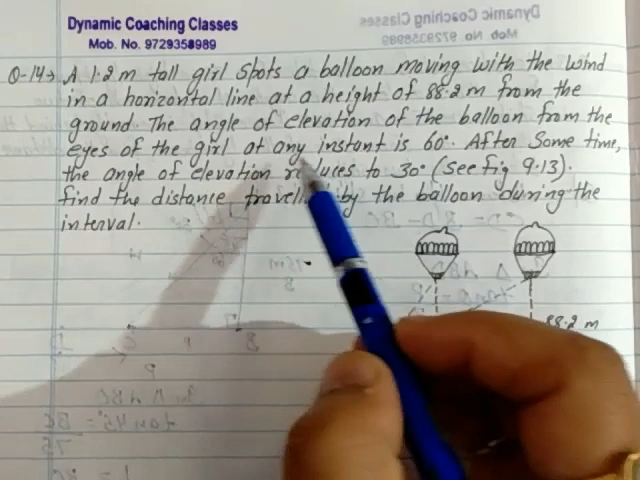 Dynamic Coaching Classes
Mob. No. 9729358989
Q-14→ A 1.2 m tall girl spots a balloon moving with the wind
in a horizontal line at a height of 88.2 m from the
ground. The angle of elevation of the balloon from the
eyes of the girl at any instant is 60°. After some time,
the angle of elevation reduces to 30° (see fig 9.13).
find the distance travelled by the balloon during the
interval.
88.2 m